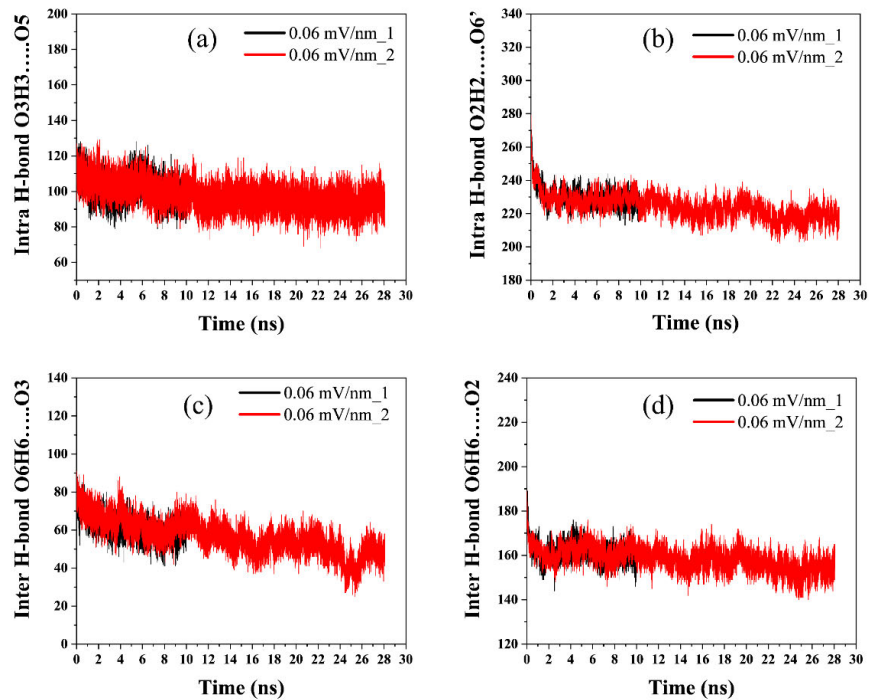 (a)
0.06 mV/nm_1
0.06 mV/nm_2
Intra H-bond O3H3.....O5
200
180
160
140
120
100
80
60
0 2 4 6 8 10 12 14 16 18 20 22 24 26 28 30
Time (ns)
(b)
0.06 mV/nm_1
0.06 mV/nm_2
Intra H-bond O2H2.....O6’
340
320
300
280
260
240
220
200
180
0 2 4 6 8 10 12 14 16 18 20 22 24 26 28 30
Time (ns)
(c)
0.06 mV/nm_1
0.06 mV/nm_2
Inter H-bond O6H6.....O3
140
120
100
80
60
40
20
0
0 2 4 6 8 10 12 14 16 18 20 22 24 26 28 30
Time (ns)
(d)
0.06 mV/nm_1
0.06 mV/nm_2
Inter H-bond O6H6.....O2
240
220
200
180
160
140
120
0 2 4 6 8 10 12 14 16 18 20 22 24 26 28 30
Time (ns)